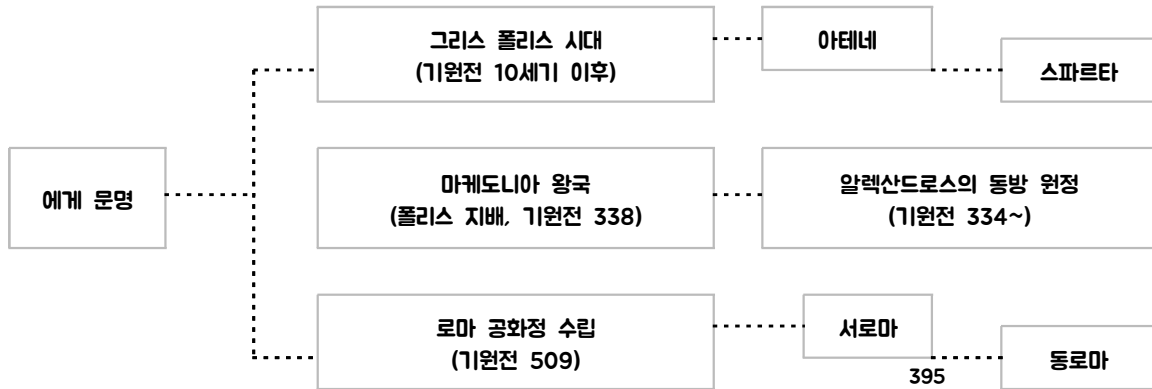 그리스 폴리스 시대
(기원전 10세기 이후)
아테네
스파르타
에게 문명
마케도니아 왕국
(폴리스 지배, 기원전 338)
알렉산드로스의 동방 원정
(기원전 334~)
로마 공화정 수립
(기원전 509)
서로마
395
동로마